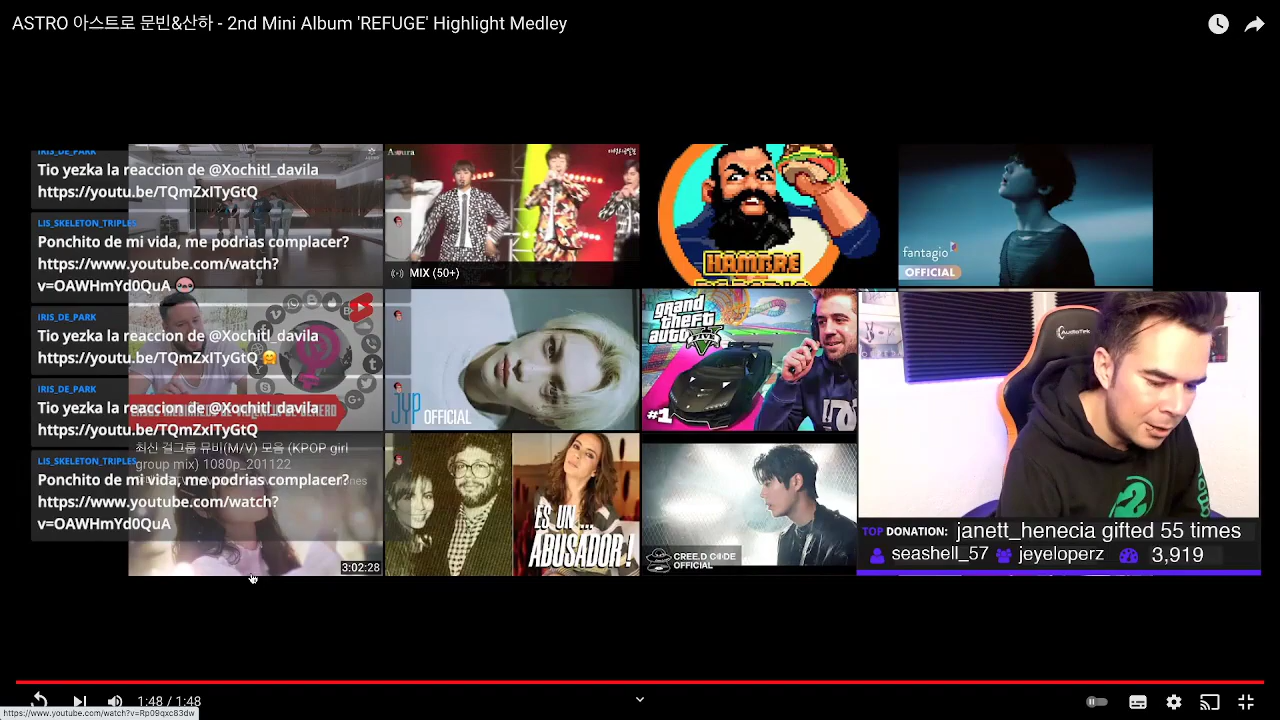 ASTRO 아스트로 문빈&산하 - 2nd Mini Album 'REFUGE' Highlight Medley
IRIS_DE_PARK
Tio yezka la reaccion de @Xochitl_davila
https://youtu.be/TQmZxITyGtQ
LIS_SKELETON_TRIPLES
Ponchito de mi vida, me podrias complacer?
https://www.youtube.com/watch?
v=OAWHmYd0QuA
IRIS_DE_PARK
Tio yezka la reaccion de @Xochitl_davila
https://youtu.be/TQmZxITyGtQ
IRIS_DE_PARK
Tio yezka la reaccion de @Xochitl_davila
https://youtu.be/TQmZxITyGtQ
LIS_SKELETON_TRIPLES
Ponchito de mi vida, me podrias complacer?
https://www.youtube.com/watch?
v=OAWHmYd0QuA
최신 걸그룹 뮤비(M/V) 모음 (KPOP girl
group mix) 1080p_201122
3:02:28
MIX (50+)
HAMBRE
fantagio
OFFICIAL
JYP OFFICIAL
grand
theft
auto V
#1
ES UN...
ABUSADOR!
CREE.D C0DE
OFFICIAL
AudioTek
TOP DONATION: janett_henecia gifted 55 times
seashell_57 jeyeloperz 3,919
1:48 / 1:48
https://www.youtube.com/watch?v=Rp09qxc83dw